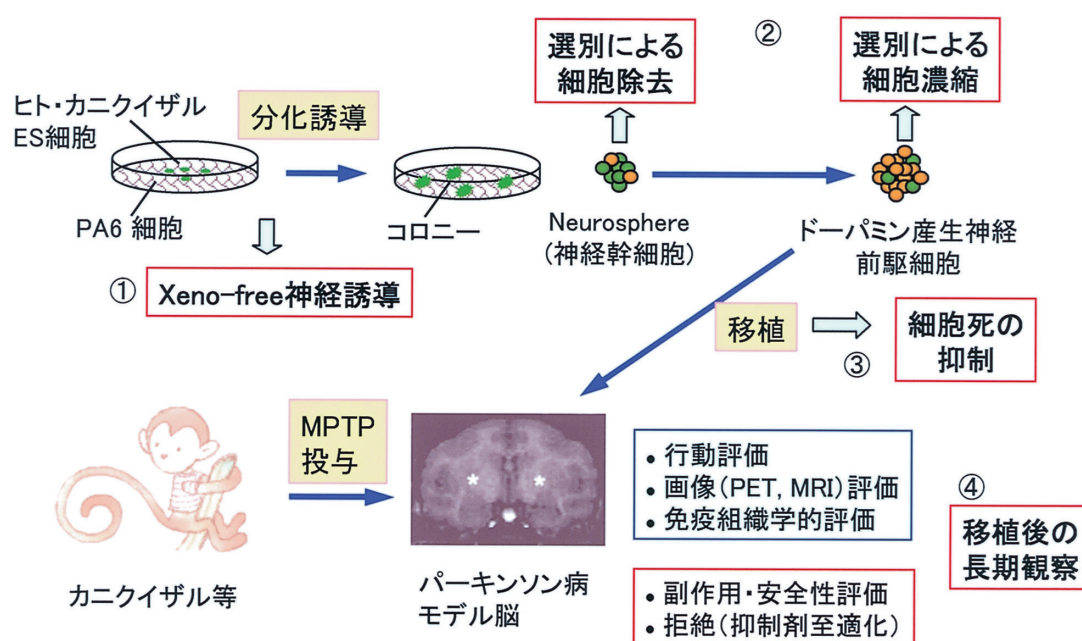 ヒト・カニクイザル
ES細胞
分化誘導
PA6 細胞
コロニー
①
Xeno-free神経誘導
選別による
細胞除去
②
選別による
細胞濃縮
Neurosphere
(神経幹細胞)
ドーパミン産生神経
前駆細胞
移植
③
細胞死の
抑制
カニクイザル等
MPTP
投与
* *
パーキンソン病
モデル脳
• 行動評価
• 画像(PET, MRI)評価
• 免疫組織学的評価
• 副作用・安全性評価
• 拒絶(抑制剤至適化)
④
移植後の
長期観察